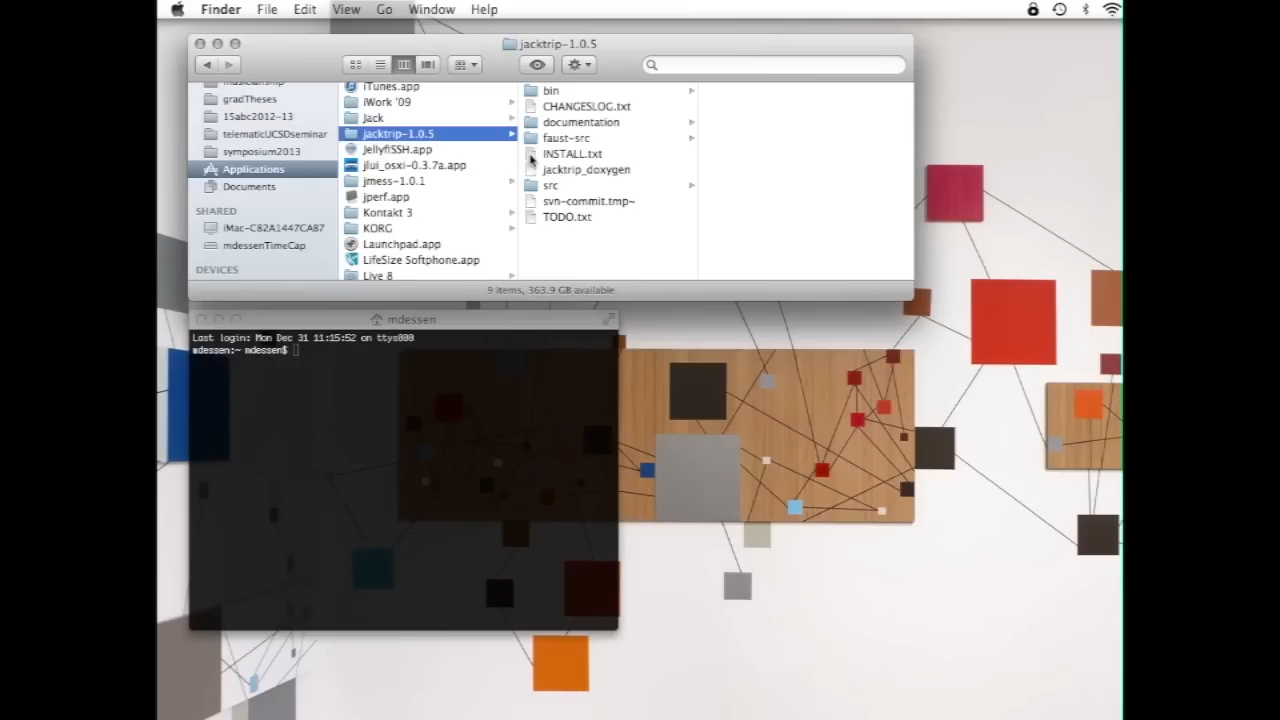 Finder File Edit View Go Window Help
jacktrip-1.0.5
gradTheses
15abc2012-13
telematicUCSDseminar
symposium2013
Applications
Documents
SHARED
iMac-C82A1447CA87
mdessenTimeCap
DEVICES
iTunes.app
iWork '09
Jack
jacktrip-1.0.5
JellyfiSSH.app
jlui_osxi-0.3.7a.app
jmess-1.0.1
jperf.app
Kontakt 3
KORG
Launchpad.app
LifeSize Softphone.app
Live 8
bin
CHANGESLOG.txt
documentation
faust-src
INSTALL.txt
jacktrip_doxygen
src
svn-commit.tmp~
TODO.txt
9 items, 363.9 GB available
mdessen
Last login: Mon Dec 31 11:15:52 on ttys000
mdessen:~ mdessen$